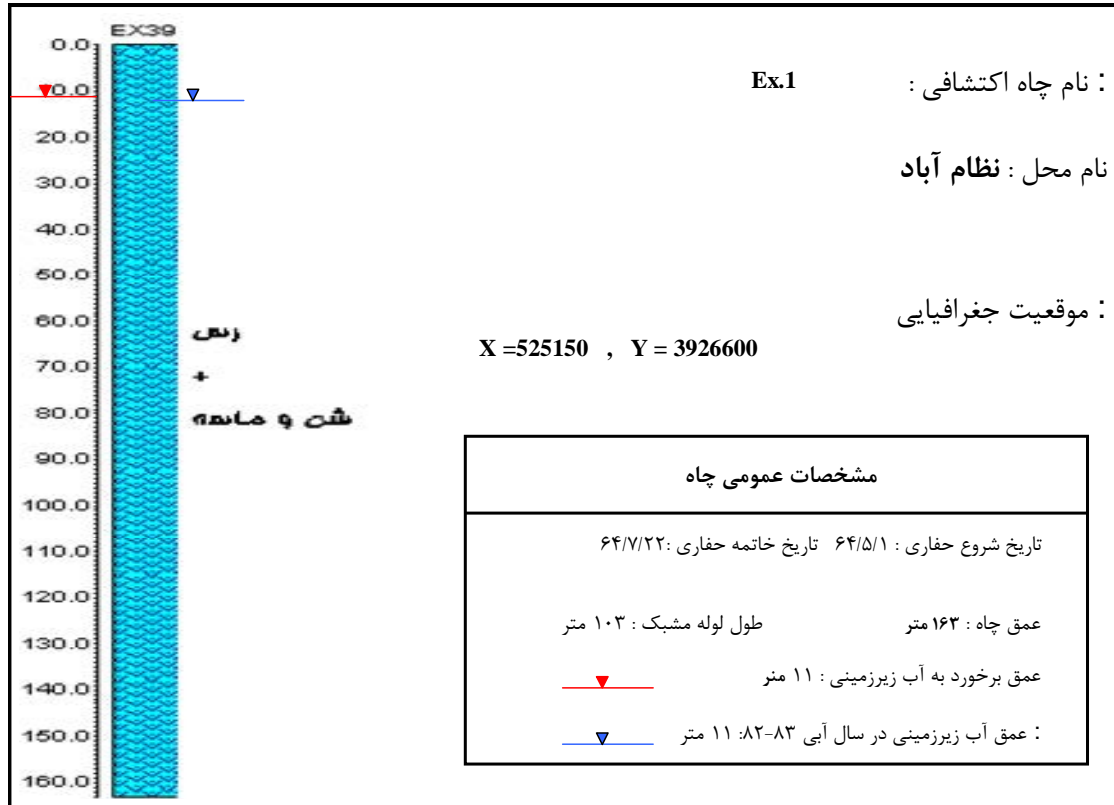 EX39
0.0
10.0
20.0
30.0
40.0
50.0
60.0
70.0
80.0
90.0
100.0
110.0
120.0
130.0
140.0
150.0
160.0
رس
+
شن و ماسه
نام چاه اکتشافی : Ex.1
نام محل : نظام آباد
موقعیت جغرافیایی :
X =525150 , Y = 3926600
مشخصات عمومی چاه
تاریخ شروع حفاری : ۶۴/۵/۱ تاریخ خاتمه حفاری :۶۴/۷/۲۲
عمق چاه : ۱۶۳ متر طول لوله مشبک : ۱۰۳ متر
عمق برخورد به آب زیرزمینی : ۱۱ منر
عمق آب زیرزمینی در سال آبی ۸۳-۸۲: ۱۱ متر :